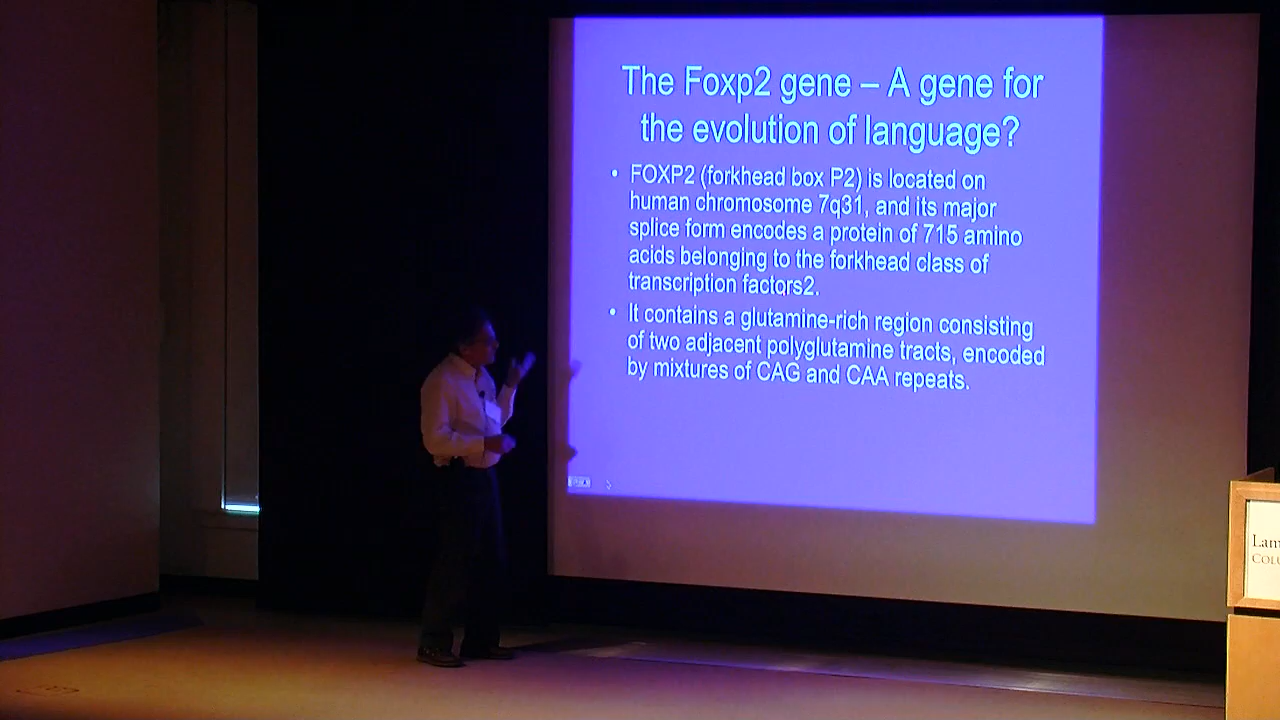 The Foxp2 gene – A gene for
the evolution of language?
• FOXP2 (forkhead box P2) is located on
human chromosome 7q31, and its major
splice form encodes a protein of 715 amino
acids belonging to the forkhead class of
transcription factors2.
• It contains a glutamine-rich region consisting
of two adjacent polyglutamine tracts, encoded
by mixtures of CAG and CAA repeats.
Lam
COLU